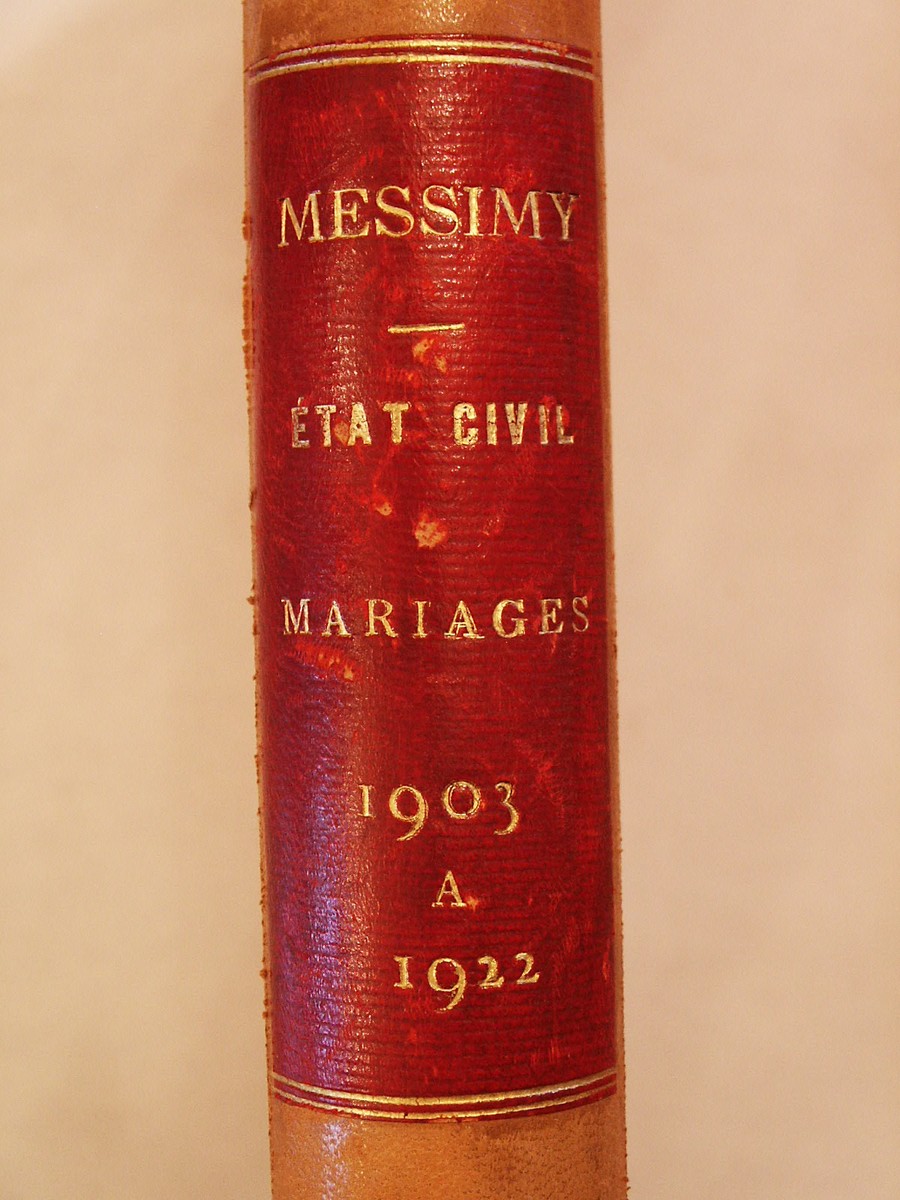 MESSIMY
ÉTAT CIVIL
MARIAGES
1903
A
1922